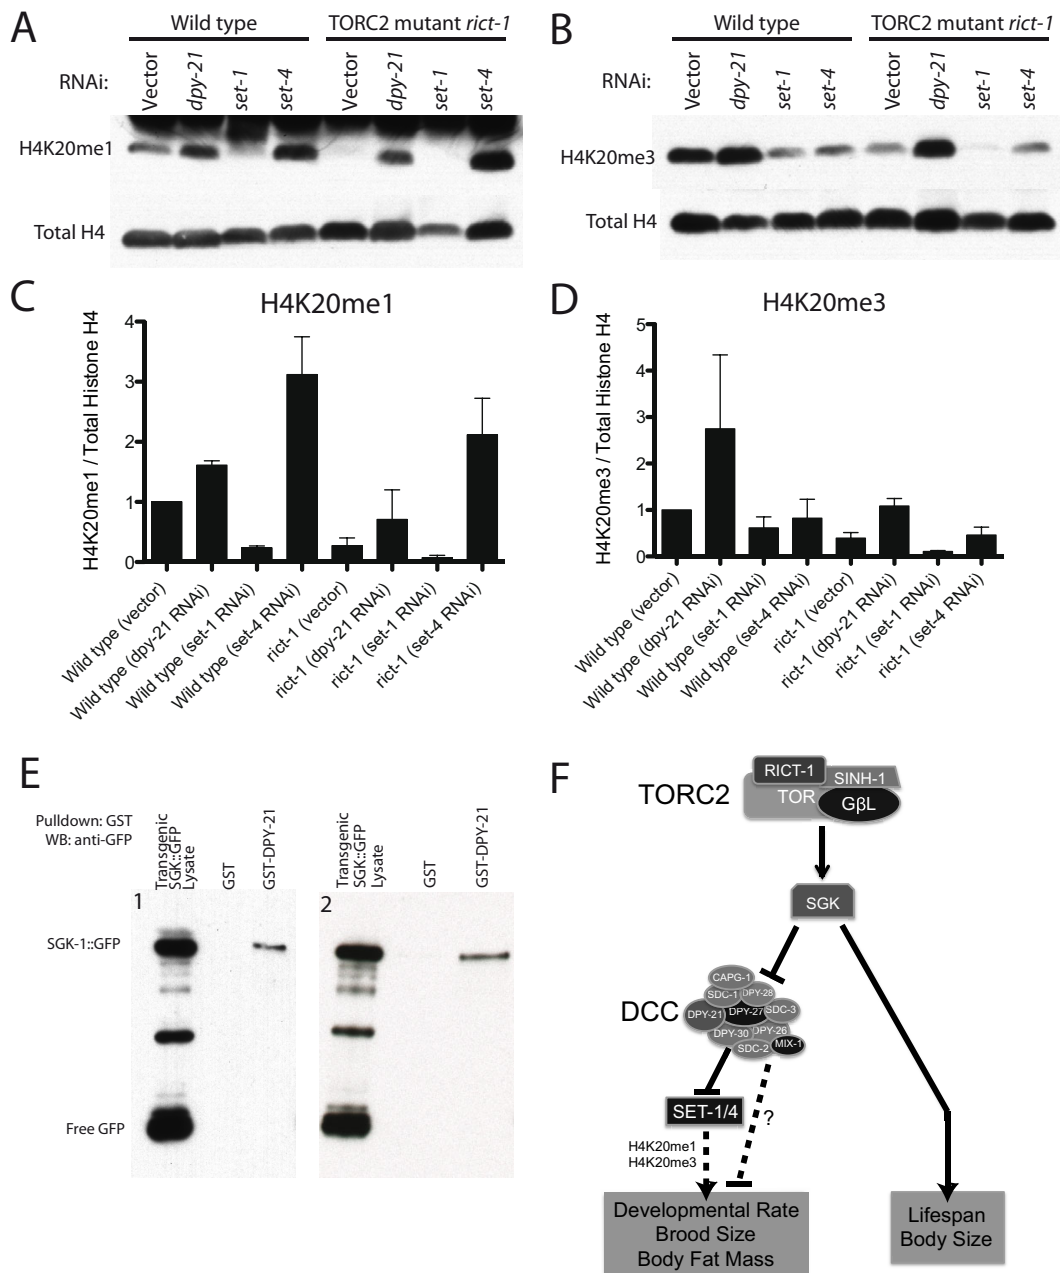 A
Wild type
TORC2 mutant rict-1
RNAi:
Vector
dpy-21
set-1
set-4
Vector
dpy-21
set-1
set-4
H4K20me1
Total H4
B
Wild type
TORC2 mutant rict-1
RNAi:
Vector
dpy-21
set-1
set-4
Vector
dpy-21
set-1
set-4
H4K20me3
Total H4
C
H4K20me1
H4K20me1 / Total Histone H4
4
3
2
1
0
Wild type (vector)
Wild type (dpy-21 RNAi)
Wild type (set-1 RNAi)
Wild type (set-4 RNAi)
rict-1 (vector)
rict-1 (dpy-21 RNAi)
rict-1 (set-1 RNAi)
rict-1 (set-4 RNAi)
D
H4K20me3
H4K20me3 / Total Histone H4
5
4
3
2
1
0
Wild type (vector)
Wild type (dpy-21 RNAi)
Wild type (set-1 RNAi)
Wild type (set-4 RNAi)
rict-1 (vector)
rict-1 (dpy-21 RNAi)
rict-1 (set-1 RNAi)
rict-1 (set-4 RNAi)
E
Pulldown: GST
WB: anti-GFP
Transgenic
SGK::GFP
Lysate
GST
GST-DPY-21
Transgenic
SGK::GFP
Lysate
GST
GST-DPY-21
1
2
SGK-1::GFP
Free GFP
F
TORC2
RICT-1
SINH-1
TOR
GβL
SGK
DCC
CAPG-1
SDC-1
DPY-28
DPY-21
DPY-27
SDC-3
DPY-30
DPY-26
SDC-2
MIX-1
SET-1/4
?
H4K20me1
H4K20me3
Developmental Rate
Brood Size
Body Fat Mass
Lifespan
Body Size